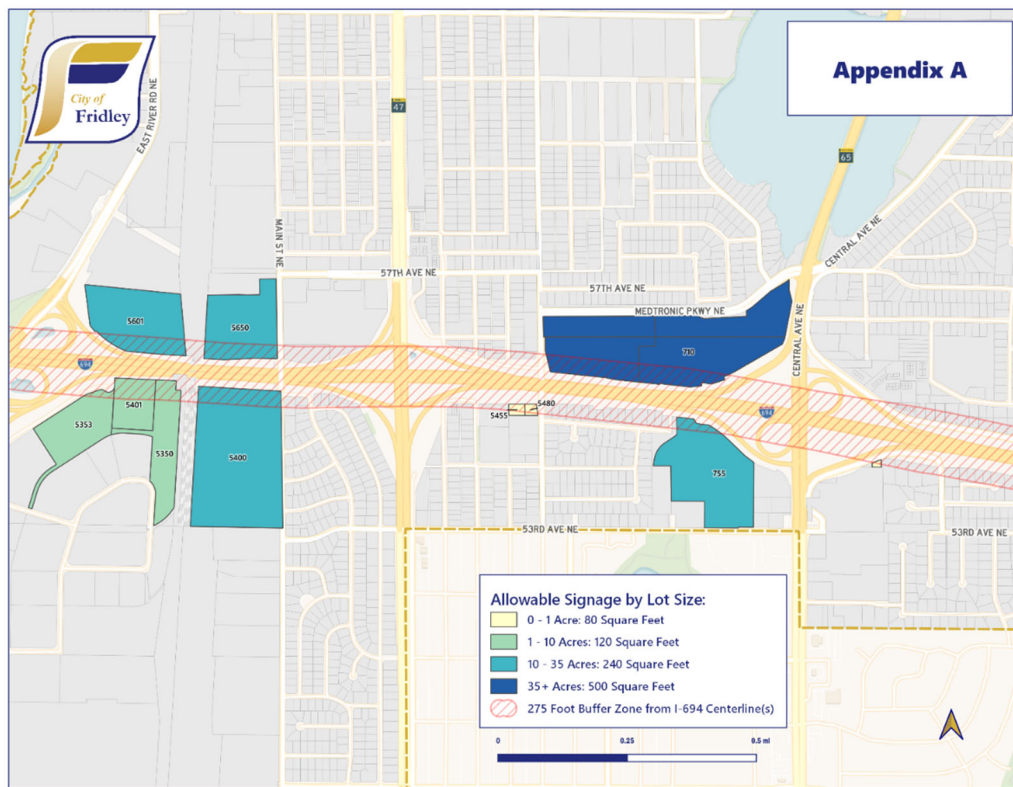 Appendix A
City of
Fridley
EAST RIVER RD NE
47
65
MAIN ST NE
CENTRAL AVE NE
57TH AVE NE
57TH AVE NE
MEDTRONIC PKWY NE
5601
5650
710
CENTRAL AVE NE
694
5401
5480
5455
694
5353
5350
5400
755
53RD AVE NE
53RD AVE NE
Allowable Signage by Lot Size:
0 - 1 Acre: 80 Square Feet
1 - 10 Acres: 120 Square Feet
10 - 35 Acres: 240 Square Feet
35+ Acres: 500 Square Feet
275 Foot Buffer Zone from I-694 Centerline(s)
0 0.25 0.5 mi